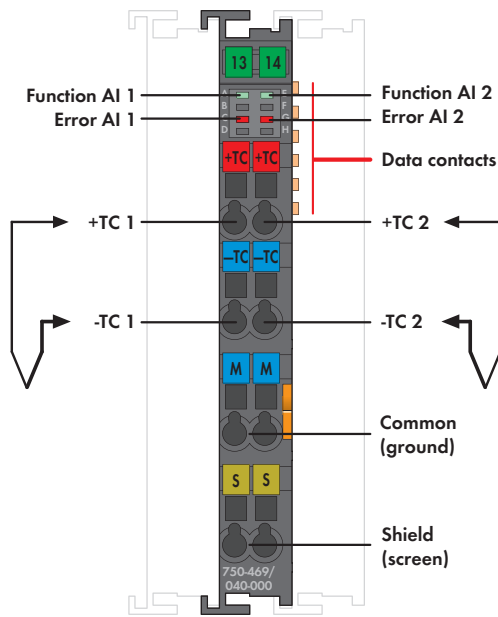 13 14
Function AI 1
Function AI 2
A E
B F
Error AI 1
Error AI 2
C G
D H
+TC +TC
Data contacts
+TC 1
+TC 2
–TC –TC
-TC 1
-TC 2
M M
Common
(ground)
S S
Shield
(screen)
750-469/
040-000